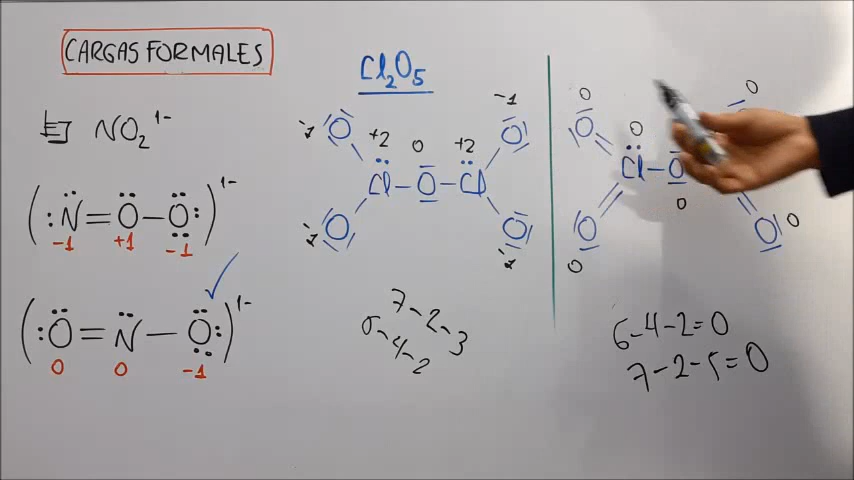 CARGAS FORMALES
Ej NO₂¹⁻
( :N̈ = Ö — Ö: )¹⁻
-1 +1 -1
( :Ö = N̈ — Ö: )¹⁻
0 0 -1
Cl₂O₅
-1 -1
O +2 0 +2 O
Cl — O — Cl
O O
-1 -1
7-2-3
6-4-2
0 0
O 0
Cl — O
0
O O 0
0
6-4-2=0
7-2-5=0